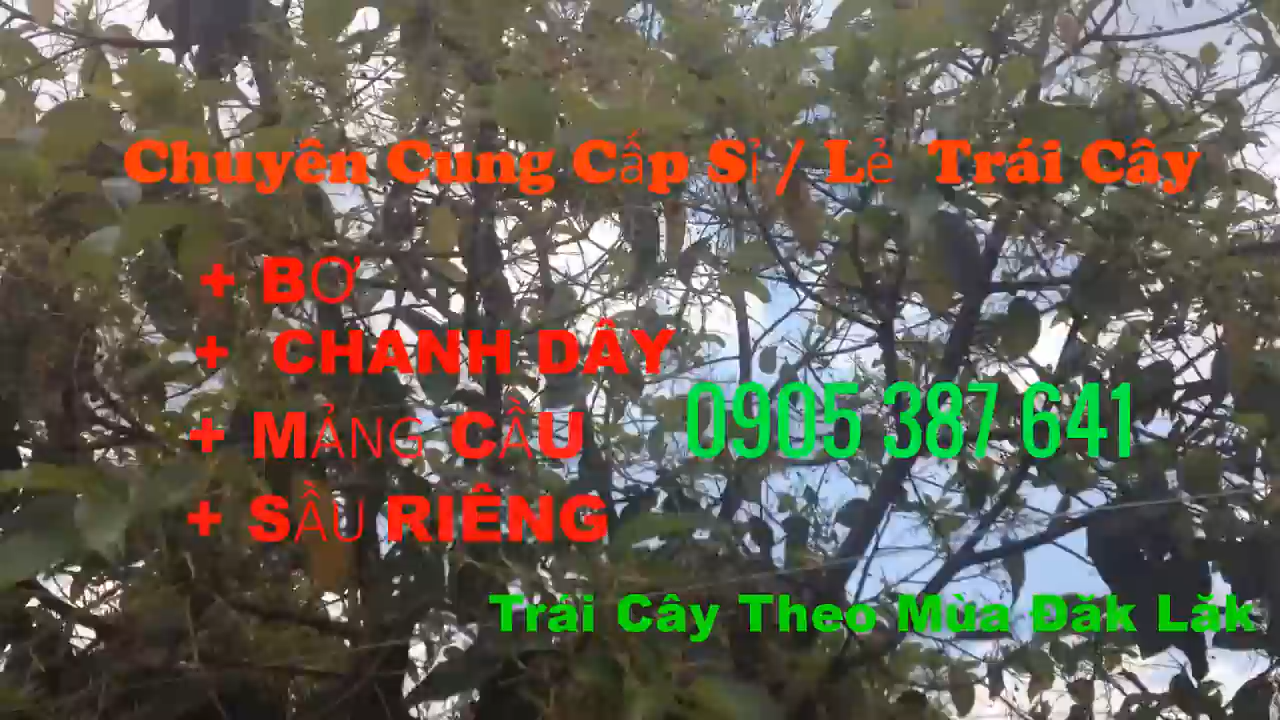 Chuyên Cung Cấp Sỉ / Lẻ Trái Cây
+ BƠ
+ CHANH DÂY
+ MẢNG CẦU
0905 387 641
+ SẦU RIÊNG
Trái Cây Theo Mùa Đăk Lăk